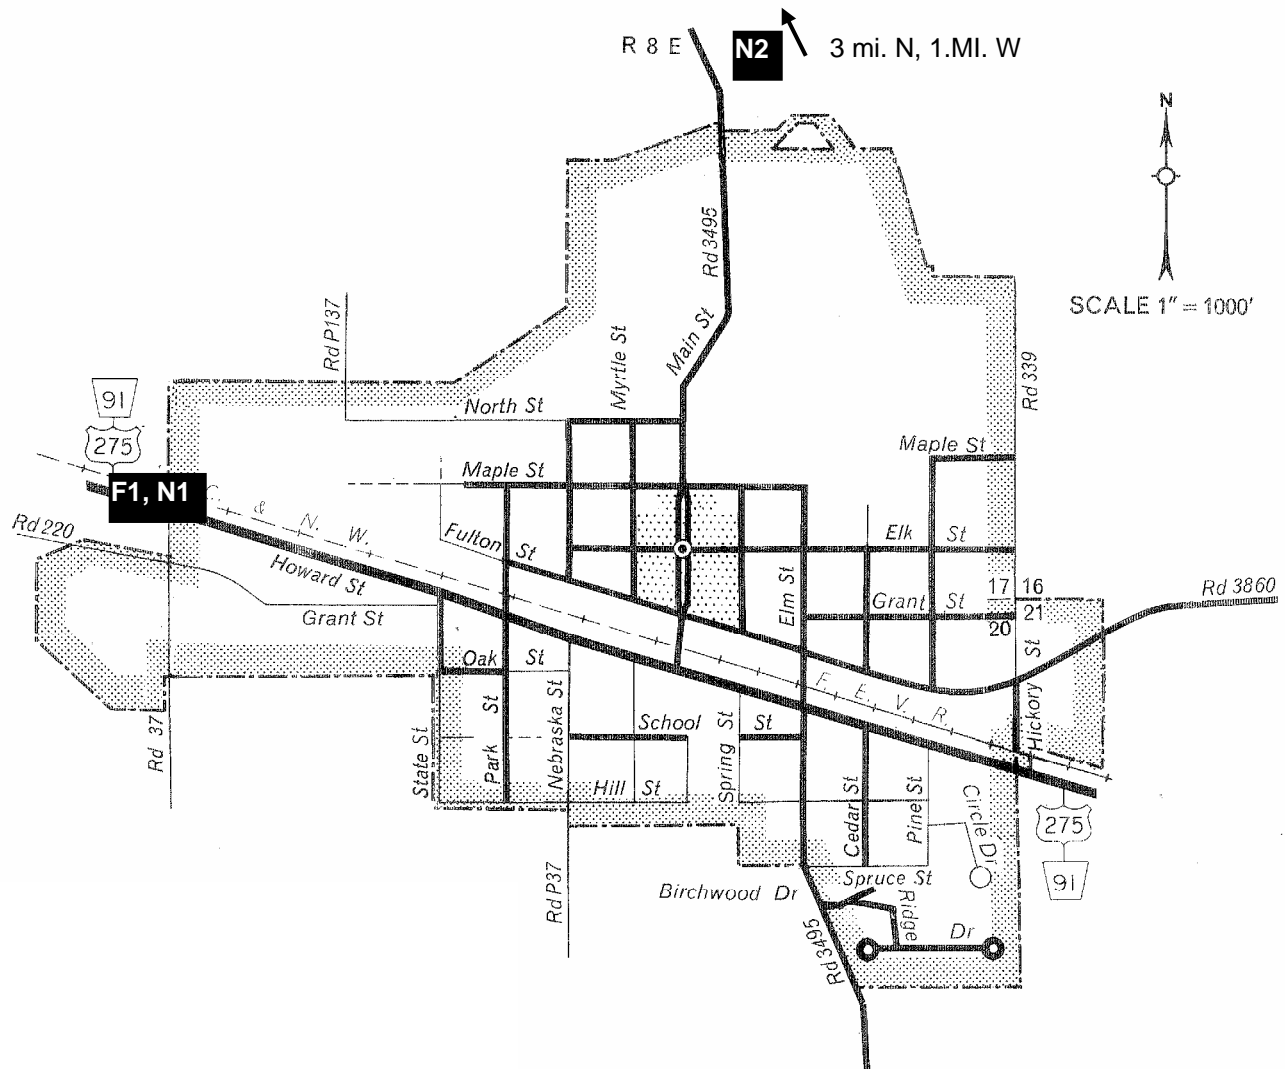 R 8 E
N2
3 mi. N, 1.MI. W
N
SCALE 1" = 1000'
Rd 3495
Rd P137
Myrtle St
Main St
Rd 339
91
275
North St
Maple St
Maple St
F1, N1
C. & N. W.
Rd 220
Fulton St
Elk St
Howard St
Elm St
Grant St
17 16
20 21
Rd 3860
Grant St
Oak St
Hickory St
F. E. V. R.
Rd 37
State St
Park St
Nebraska St
School St
Spring St
Hill St
Cedar St
Pine St
Circle Dr
275
91
Rd P37
Birchwood Dr
Spruce St
Ridge Dr
Rd 3495